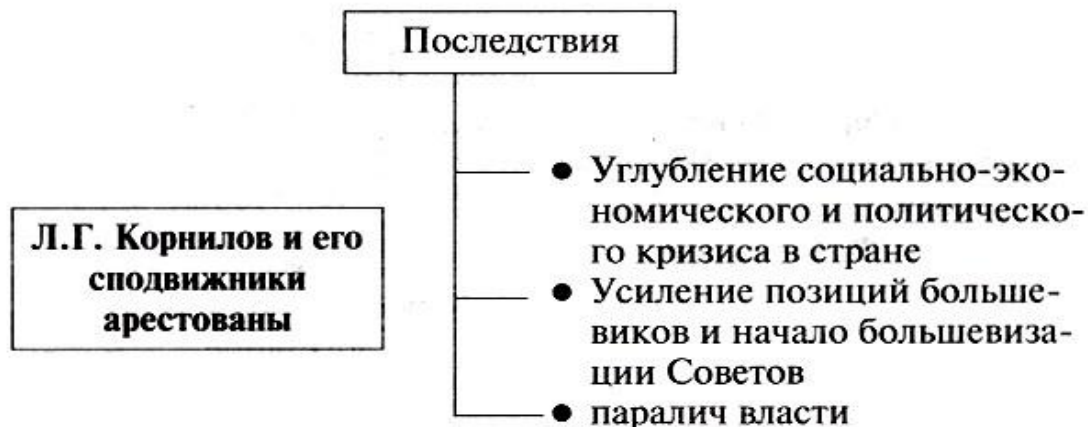 Последствия
Л.Г. Корнилов и его
сподвижники
арестованы
● Углубление социально-эко-
номического и политическо-
го кризиса в стране
● Усиление позиций больше-
виков и начало большевиза-
ции Советов
● паралич власти